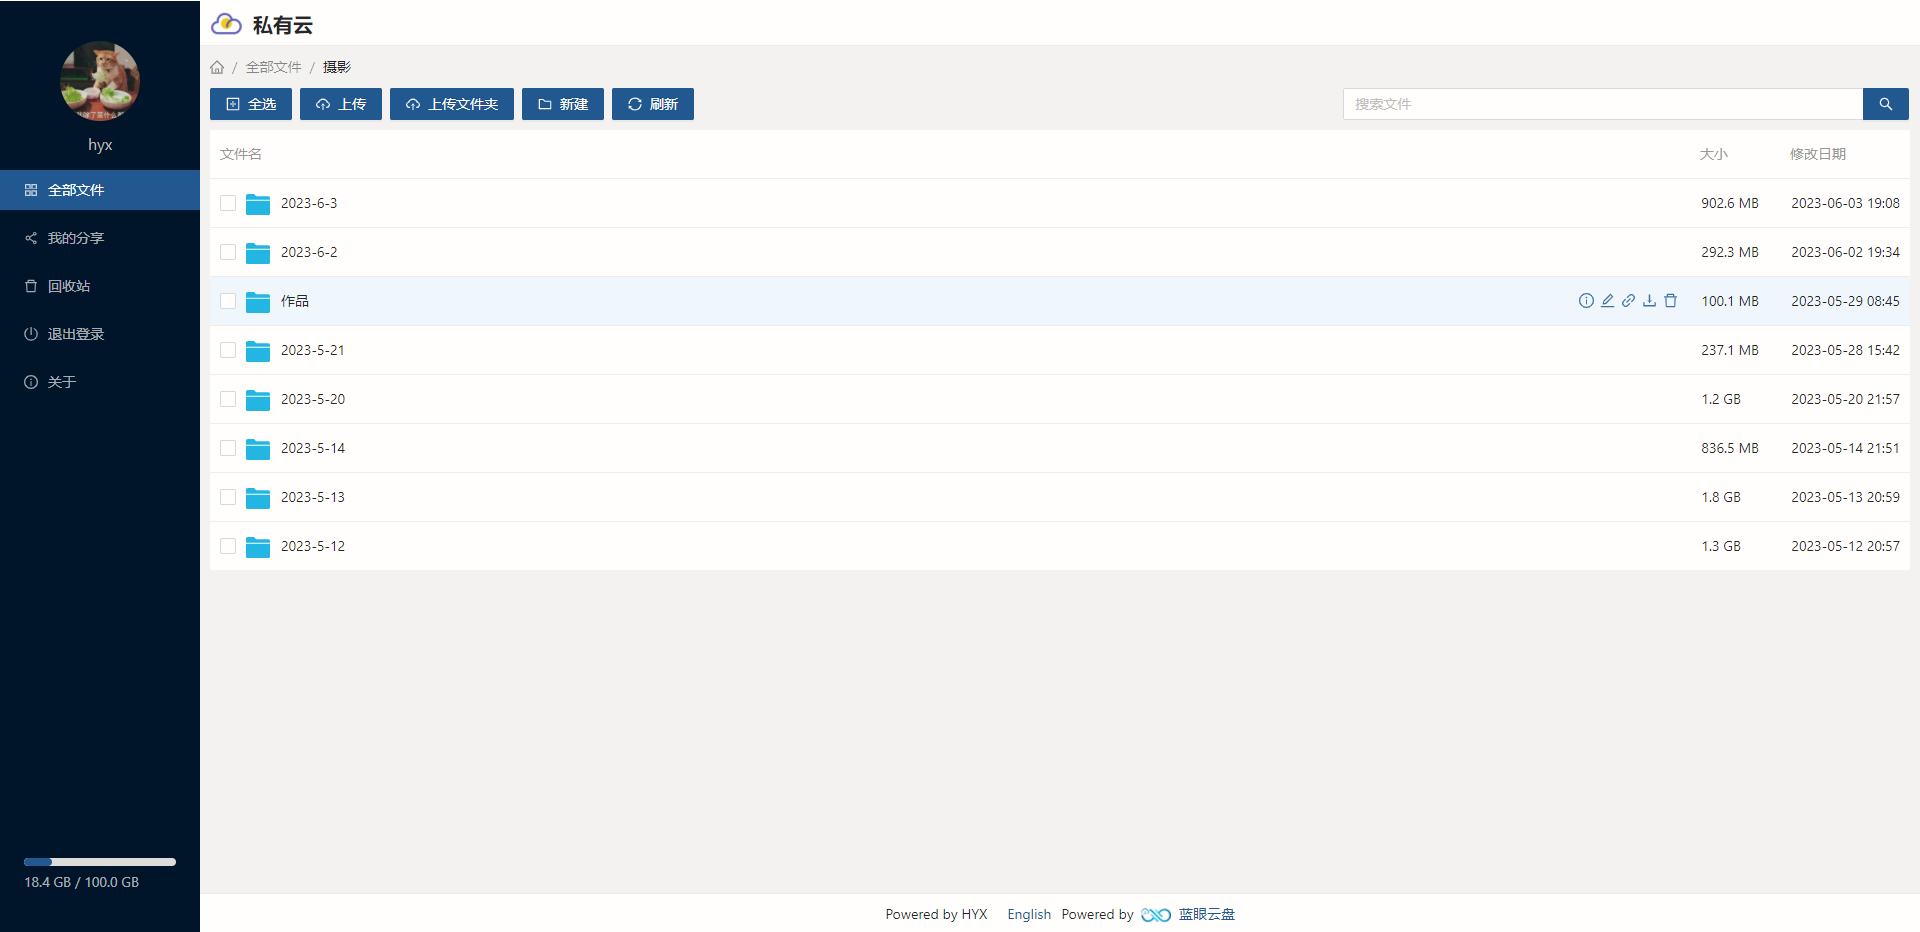 私有云
hyx
全部文件
我的分享
回收站
退出登录
关于
18.4 GB / 100.0 GB
/ 全部文件 / 摄影
全选 上传 上传文件夹 新建 刷新 搜索文件
文件名 大小 修改日期
2023-6-3 902.6 MB 2023-06-03 19:08
2023-6-2 292.3 MB 2023-06-02 19:34
作品 100.1 MB 2023-05-29 08:45
2023-5-21 237.1 MB 2023-05-28 15:42
2023-5-20 1.2 GB 2023-05-20 21:57
2023-5-14 836.5 MB 2023-05-14 21:51
2023-5-13 1.8 GB 2023-05-13 20:59
2023-5-12 1.3 GB 2023-05-12 20:57
Powered by HYX English Powered by 蓝眼云盘